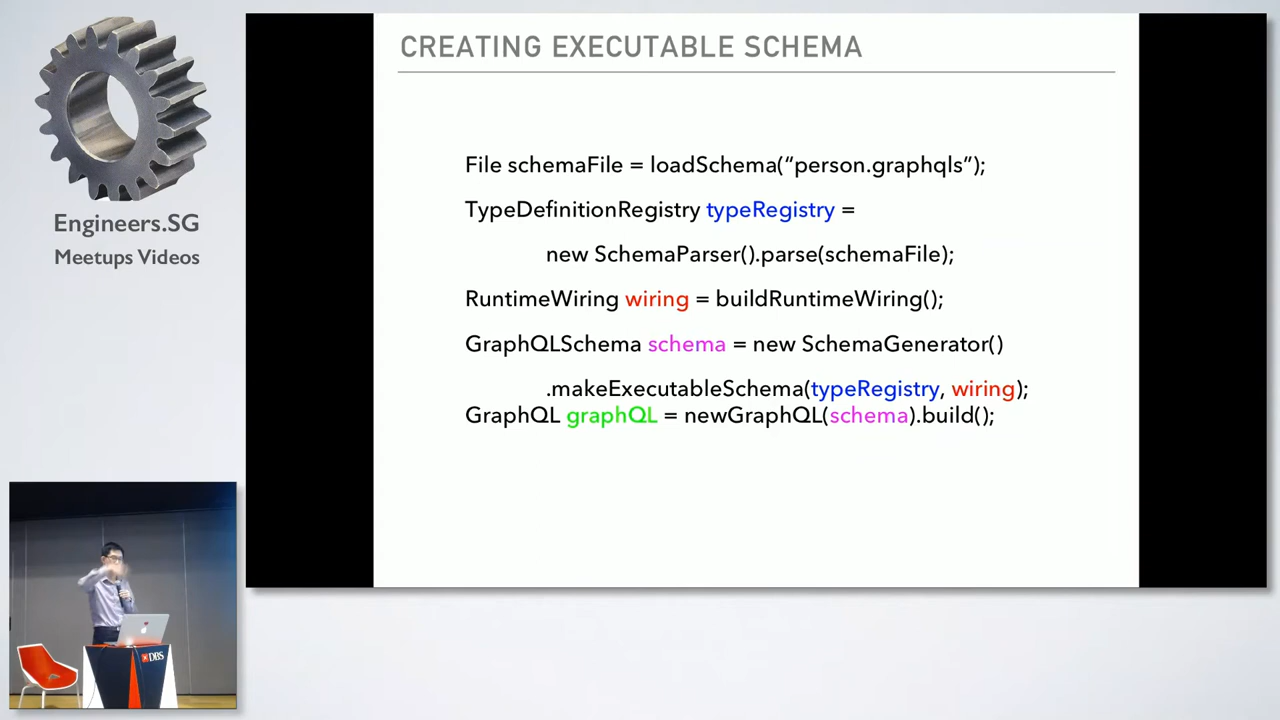 CREATING EXECUTABLE SCHEMA
File schemaFile = loadSchema(“person.graphqls”);
TypeDefinitionRegistry typeRegistry =
new SchemaParser().parse(schemaFile);
RuntimeWiring wiring = buildRuntimeWiring();
GraphQLSchema schema = new SchemaGenerator()
.makeExecutableSchema(typeRegistry, wiring);
GraphQL graphQL = newGraphQL(schema).build();
Engineers.SG
Meetups Videos
DBS